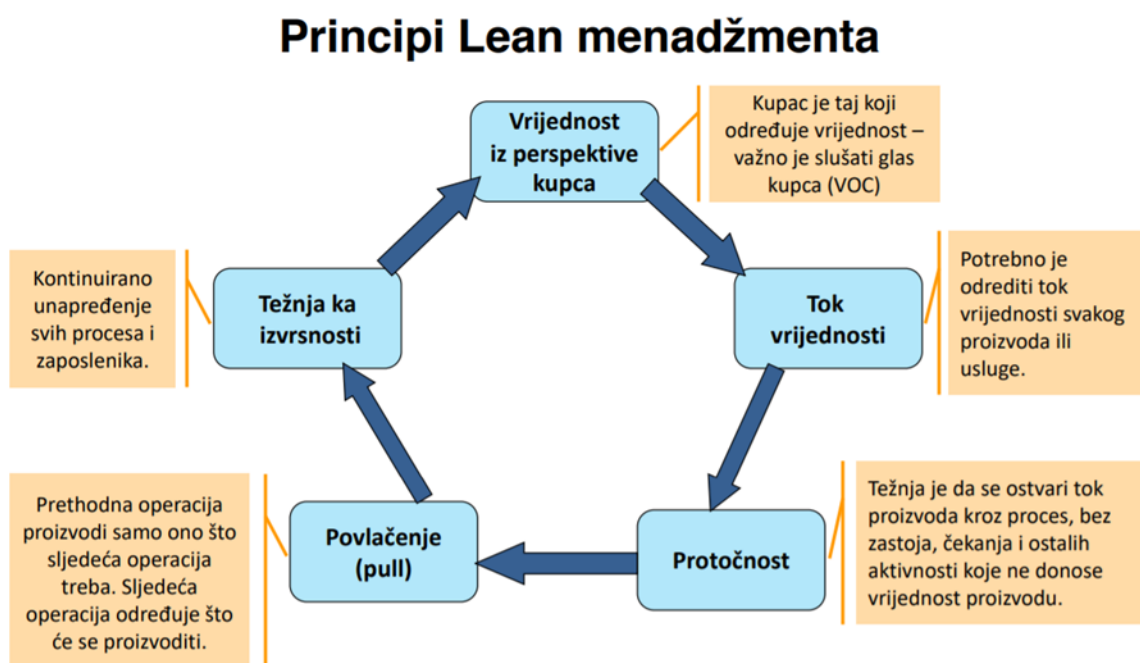 Principi Lean menadžmenta
Vrijednost
iz perspektive
kupca
Kupac je taj koji
određuje vrijednost –
važno je slušati glas
kupca (VOC)
Tok
vrijednosti
Potrebno je
odrediti tok
vrijednosti svakog
proizvoda ili
usluge.
Protočnost
Težnja je da se ostvari tok
proizvoda kroz proces, bez
zastoja, čekanja i ostalih
aktivnosti koje ne donose
vrijednost proizvodu.
Povlačenje
(pull)
Prethodna operacija
proizvodi samo ono što
sljedeća operacija
treba. Sljedeća
operacija određuje što
će se proizvoditi.
Težnja ka
izvrsnosti
Kontinuirano
unapređenje
svih procesa i
zaposlenika.